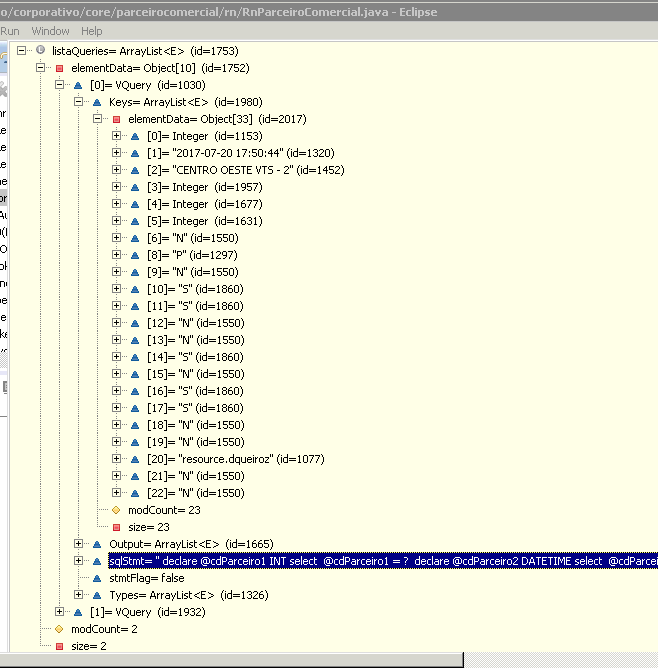 o/corporativo/core/parceirocomercial/rn/RnParceiroComercial.java - Eclipse
Run Window Help
listaQueries= ArrayList<E> (id=1753)
elementData= Object[10] (id=1752)
[0]= VQuery (id=1030)
Keys= ArrayList<E> (id=1980)
elementData= Object[33] (id=2017)
[0]= Integer (id=1153)
[1]= "2017-07-20 17:50:44" (id=1320)
[2]= "CENTRO OESTE VTS - 2" (id=1452)
[3]= Integer (id=1957)
[4]= Integer (id=1677)
[5]= Integer (id=1631)
[6]= "N" (id=1550)
[8]= "P" (id=1297)
[9]= "N" (id=1550)
[10]= "S" (id=1860)
[11]= "S" (id=1860)
[12]= "N" (id=1550)
[13]= "N" (id=1550)
[14]= "S" (id=1860)
[15]= "N" (id=1550)
[16]= "S" (id=1860)
[17]= "S" (id=1860)
[18]= "N" (id=1550)
[19]= "N" (id=1550)
[20]= "resource.dqueiroz" (id=1077)
[21]= "N" (id=1550)
[22]= "N" (id=1550)
modCount= 23
size= 23
Output= ArrayList<E> (id=1665)
sqlStmt= " declare @cdParceiro1 INT select @cdParceiro1 = ? declare @cdParceiro2 DATETIME select @cdParce
stmtFlag= false
Types= ArrayList<E> (id=1326)
[1]= VQuery (id=1932)
modCount= 2
size= 2